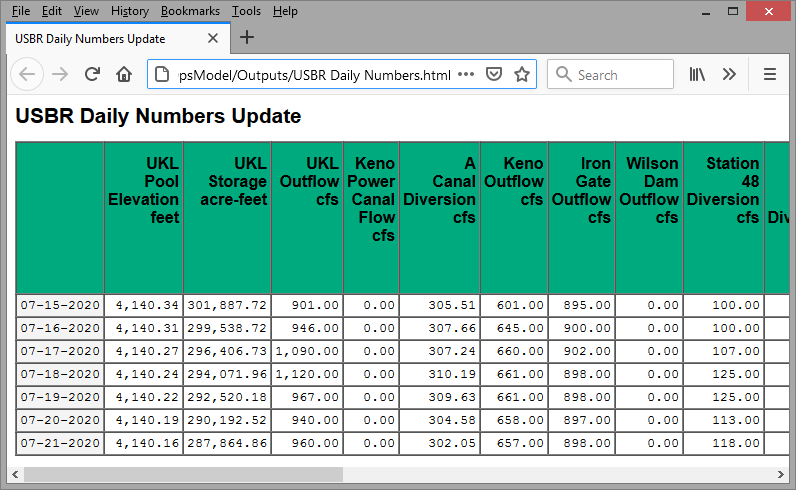 File Edit View History Bookmarks Tools Help
USBR Daily Numbers Update
psModel/Outputs/USBR Daily Numbers.html ••• Search
USBR Daily Numbers Update
UKL Pool Elevation feet UKL Storage acre-feet UKL Outflow cfs Keno Power Canal Flow cfs A Canal Diversion cfs Keno Outflow cfs Iron Gate Outflow cfs Wilson Dam Outflow cfs Station 48 Diversion cfs Div
07-15-2020 4,140.34 301,887.72 901.00 0.00 305.51 601.00 895.00 0.00 100.00
07-16-2020 4,140.31 299,538.72 946.00 0.00 307.66 645.00 900.00 0.00 100.00
07-17-2020 4,140.27 296,406.73 1,090.00 0.00 307.24 660.00 902.00 0.00 107.00
07-18-2020 4,140.24 294,071.96 1,120.00 0.00 310.19 661.00 898.00 0.00 125.00
07-19-2020 4,140.22 292,520.18 967.00 0.00 309.63 661.00 898.00 0.00 125.00
07-20-2020 4,140.19 290,192.52 940.00 0.00 304.58 658.00 897.00 0.00 113.00
07-21-2020 4,140.16 287,864.86 960.00 0.00 302.05 657.00 898.00 0.00 118.00